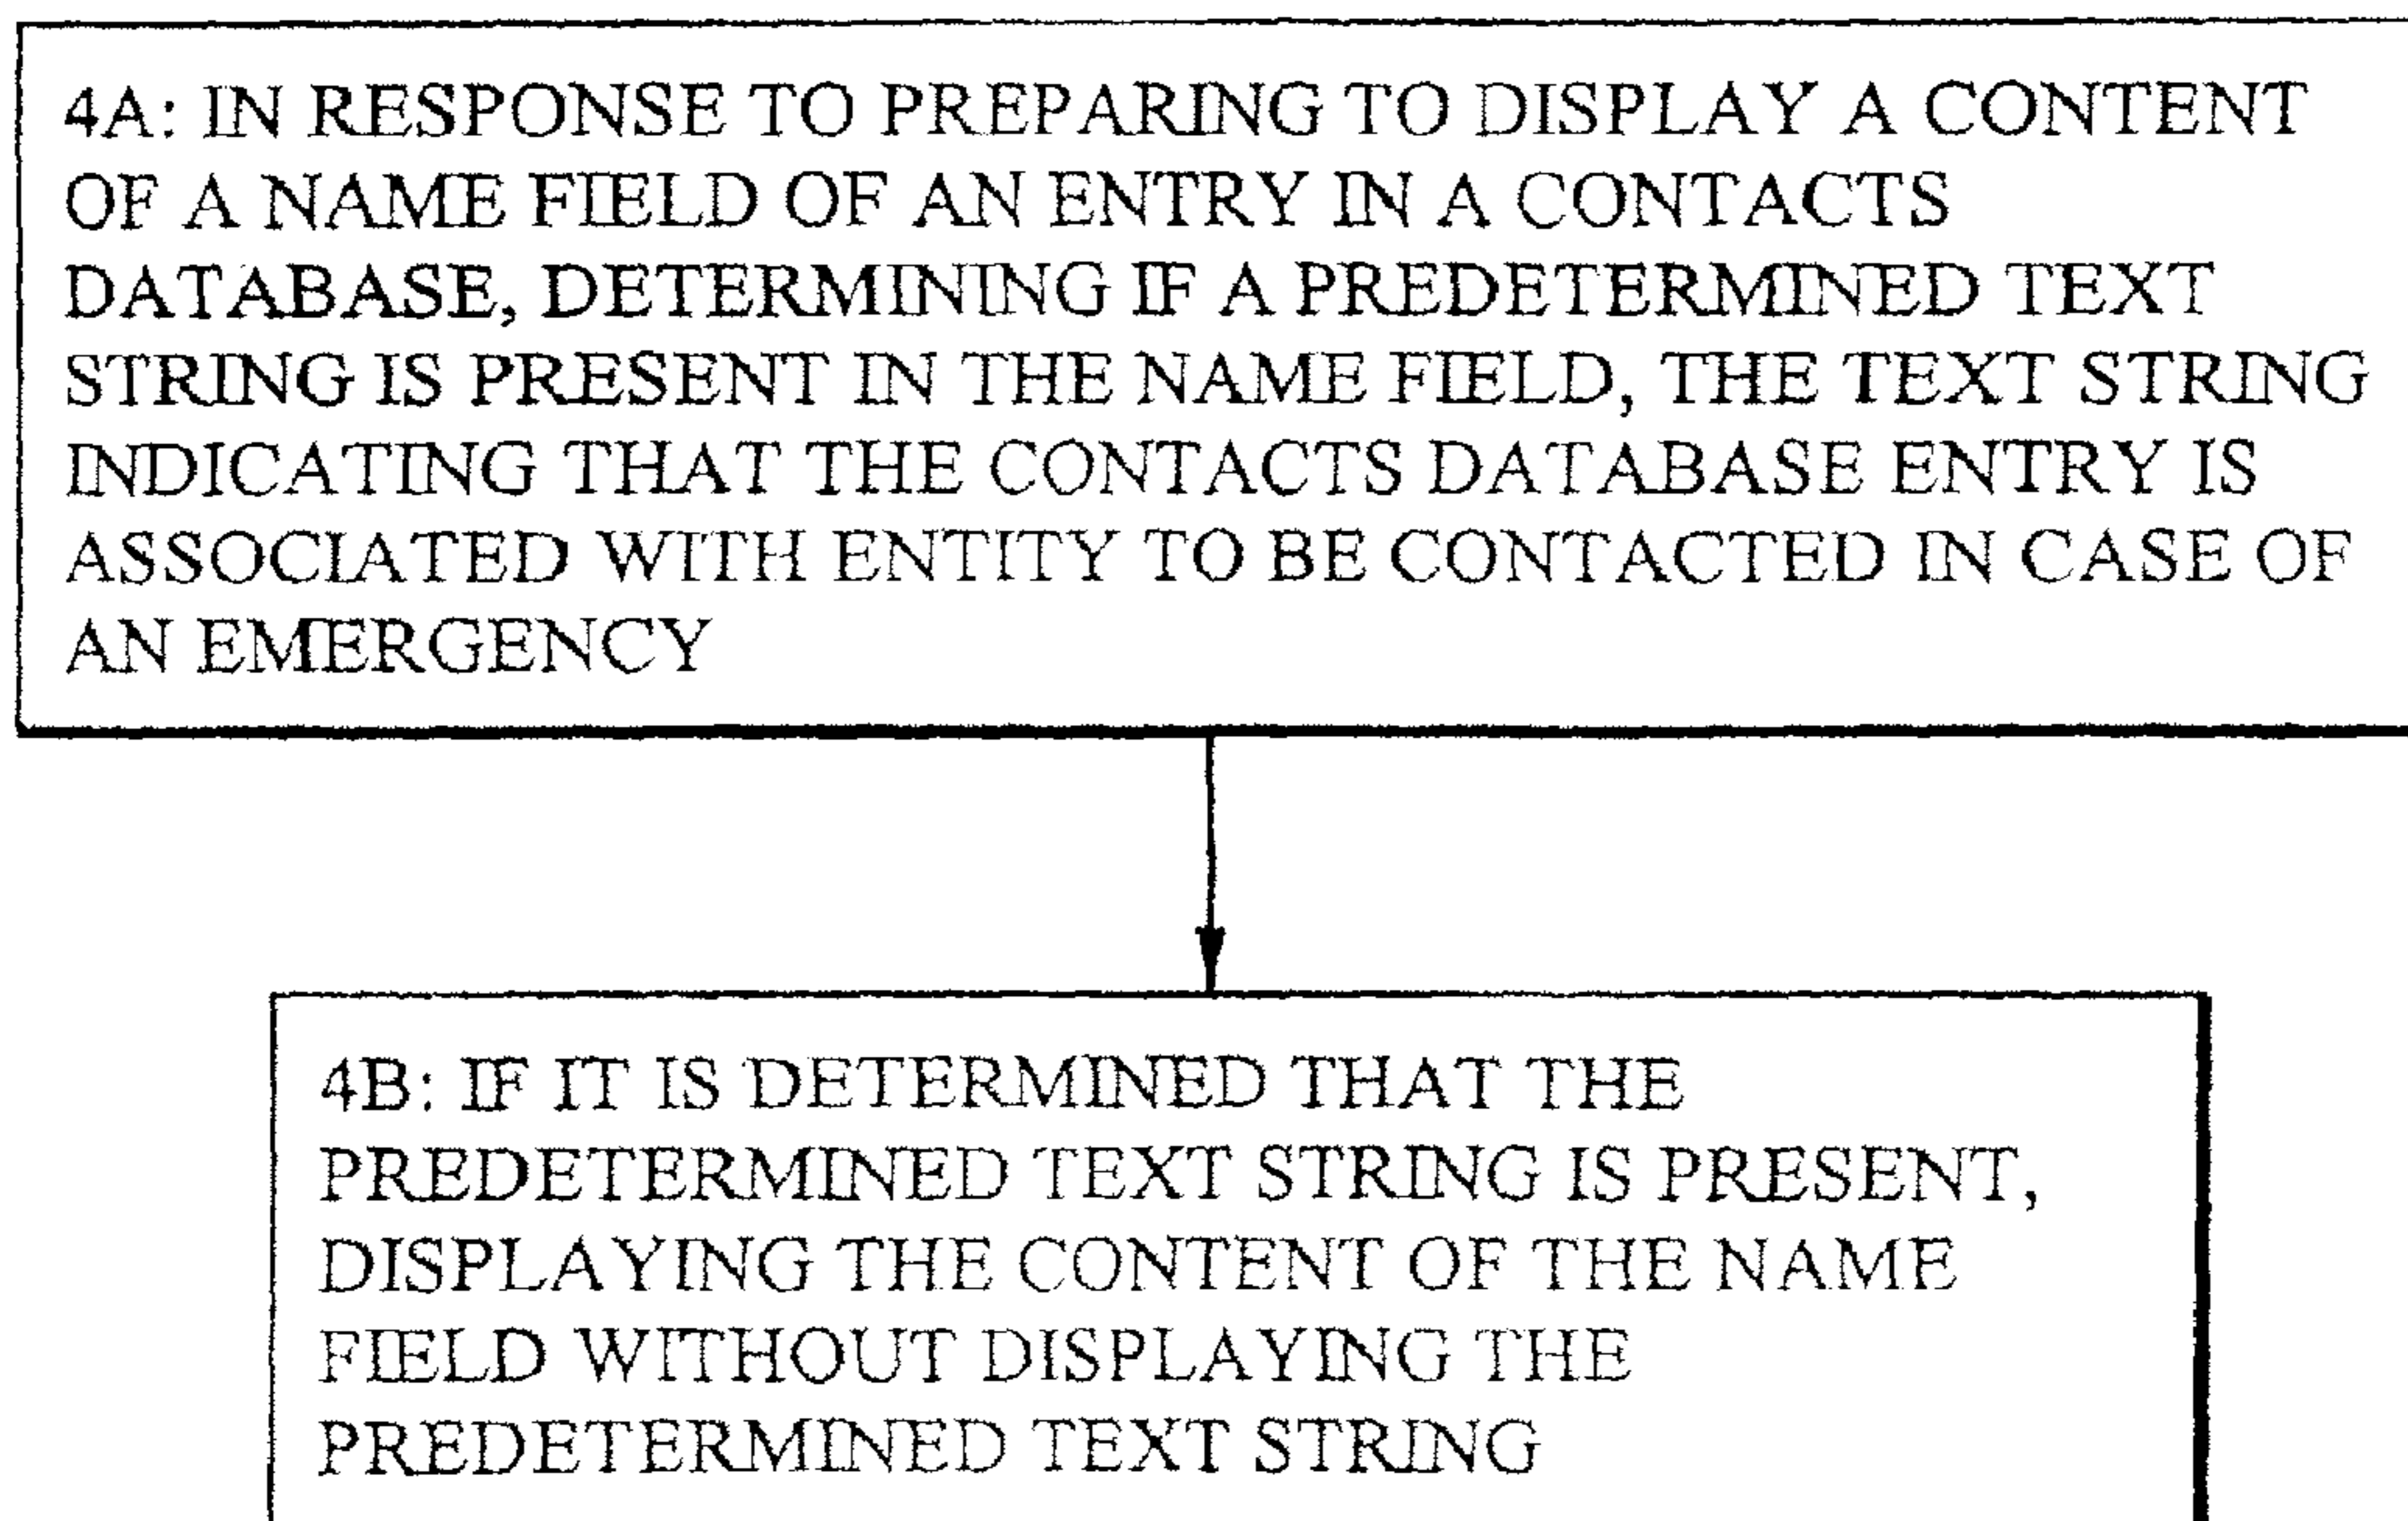 4A: IN RESPONSE TO PREPARING TO DISPLAY A CONTENT
OF A NAME FIELD OF AN ENTRY IN A CONTACTS
DATABASE, DETERMINING IF A PREDETERMINED TEXT
STRING IS PRESENT IN THE NAME FIELD, THE TEXT STRING
INDICATING THAT THE CONTACTS DATABASE ENTRY IS
ASSOCIATED WITH ENTITY TO BE CONTACTED IN CASE OF
AN EMERGENCY
4B: IF IT IS DETERMINED THAT THE
PREDETERMINED TEXT STRING IS PRESENT,
DISPLAYING THE CONTENT OF THE NAME
FIELD WITHOUT DISPLAYING THE
PREDETERMINED TEXT STRING